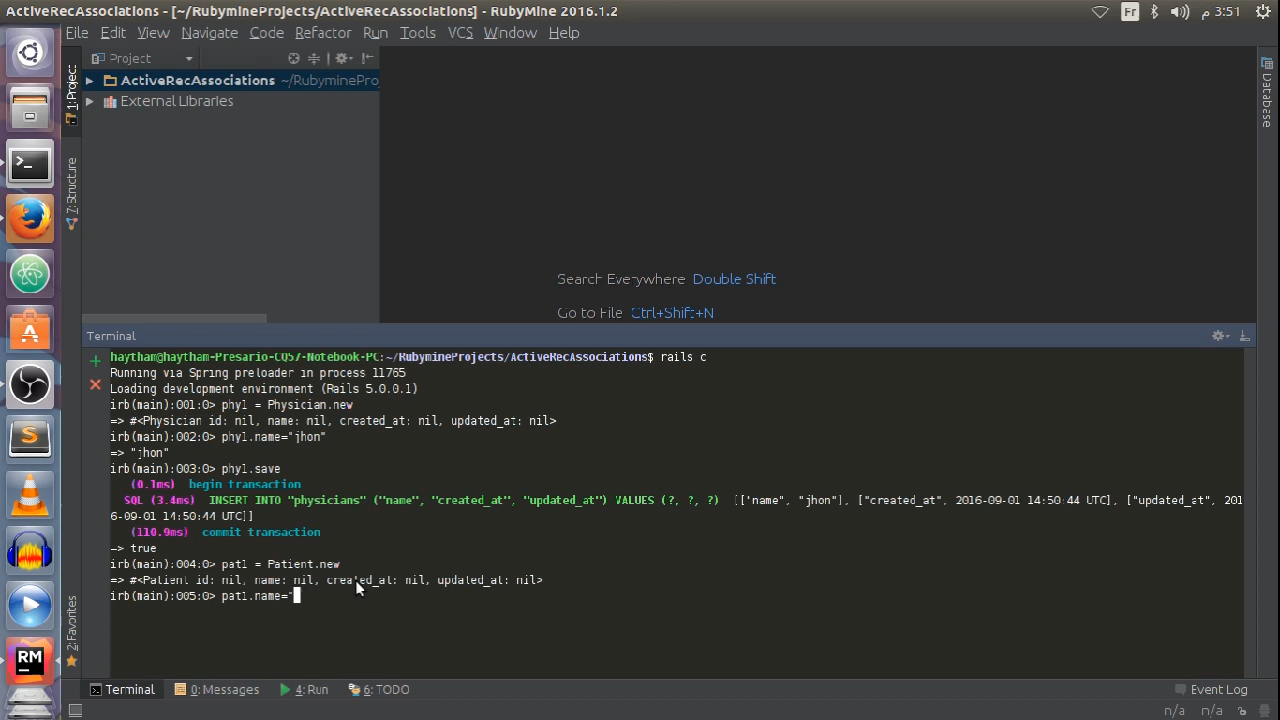 ActiveRecAssociations - [~/RubymineProjects/ActiveRecAssociations] - RubyMine 2016.1.2
Fr
3:51 م
File Edit View Navigate Code Refactor Run Tools VCS Window Help
Project
1: Project
ActiveRecAssociations ~/RubyminePro
External Libraries
7: Structure
Database
Search Everywhere Double Shift
Go to File Ctrl+Shift+N
Terminal
haytham@haytham-Presario-CQ57-Notebook-PC:~/RubymineProjects/ActiveRecAssociations$ rails c
Running via Spring preloader in process 11765
Loading development environment (Rails 5.0.0.1)
irb(main):001:0> phy1 = Physician.new
=> #<Physician id: nil, name: nil, created_at: nil, updated_at: nil>
irb(main):002:0> phy1.name="jhon"
=> "jhon"
irb(main):003:0> phy1.save
(0.1ms) begin transaction
SQL (3.4ms) INSERT INTO "physicians" ("name", "created_at", "updated_at") VALUES (?, ?, ?) [["name", "jhon"], ["created_at", 2016-09-01 14:50:44 UTC], ["updated_at", 201
6-09-01 14:50:44 UTC]]
(110.9ms) commit transaction
=> true
irb(main):004:0> pat1 = Patient.new
=> #<Patient id: nil, name: nil, created_at: nil, updated_at: nil>
irb(main):005:0> pat1.name="
2: Favorites
RM
Terminal 0: Messages 4: Run 6: TODO
Event Log
n/a n/a